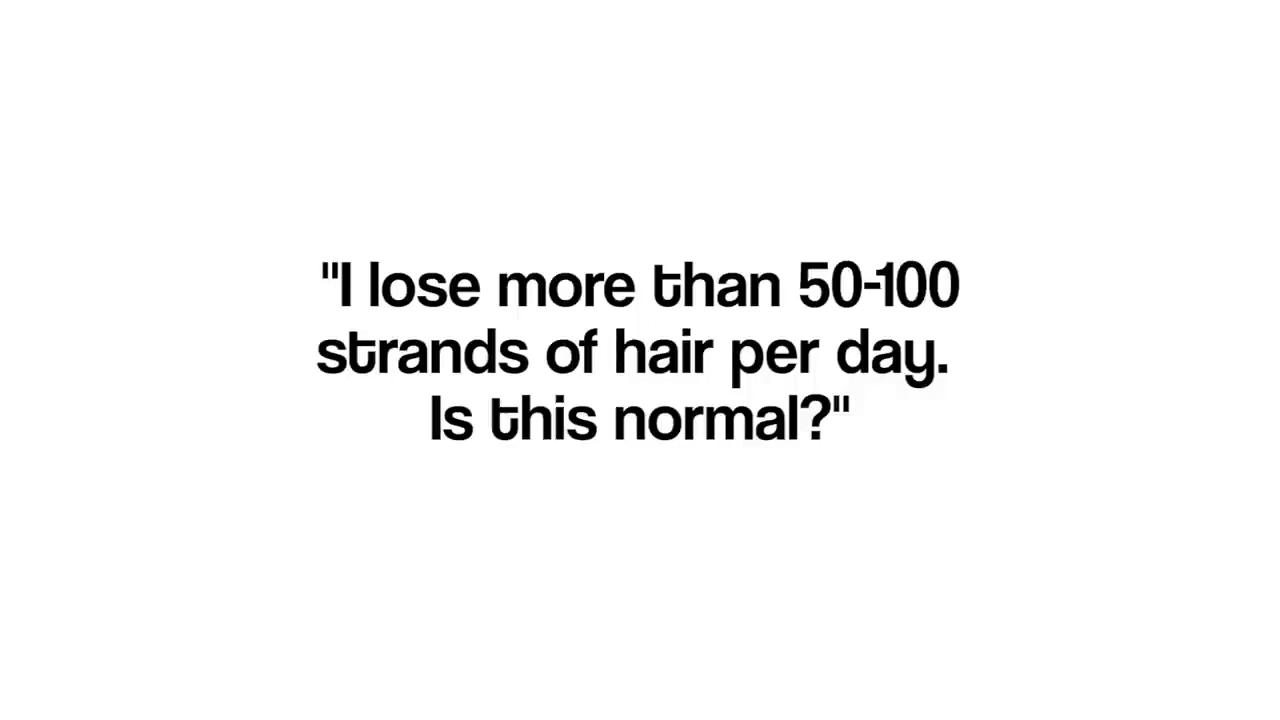 "I lose more than 50-100
strands of hair per day.
Is this normal?"